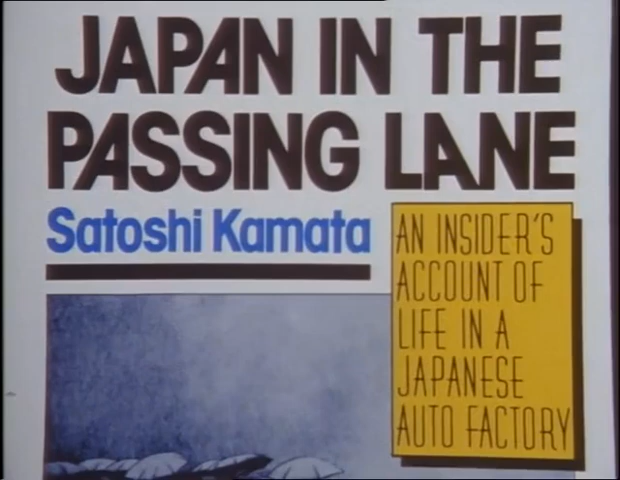 JAPAN IN THE
PASSING LANE
Satoshi Kamata
AN INSIDER'S
ACCOUNT OF
LIFE IN A
JAPANESE
AUTO FACTORY